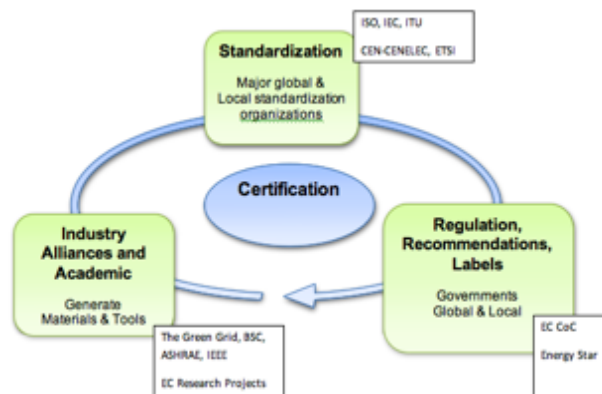 ISO, IEC, ITU
CEN-CENELEC, ETSI
Standardization
Major global &
Local standardization
organizations
Certification
Industry
Alliances and
Academic
Generate
Materials & Tools
The Green Grid, BSC,
ASHRAE, IEEE
EC Research Projects
Regulation,
Recommendations,
Labels
Governments
Global & Local
EC CoC
Energy Star